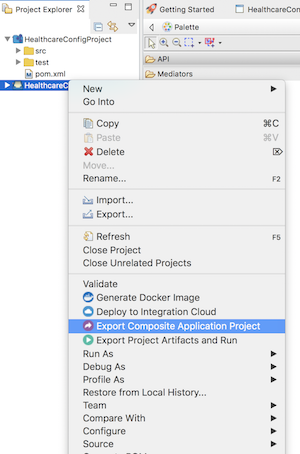 Project Explorer
Getting Started
HealthcareCon
Palette
HealthcareConfigProject
src
test
pom.xml
API
Mediators
HealthcareC
New
Go Into
Copy ⌘C
Paste ⌘V
Delete ⌦
Move...
Rename... F2
Import...
Export...
Refresh F5
Close Project
Close Unrelated Projects
Validate
Generate Docker Image
Deploy to Integration Cloud
Export Composite Application Project
Export Project Artifacts and Run
Run As
Debug As
Profile As
Restore from Local History...
Team
Compare With
Configure
Source